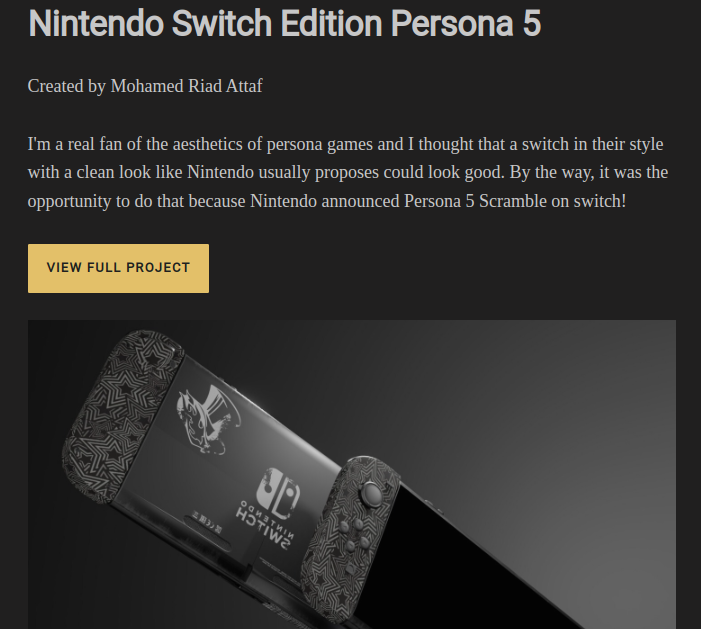 Nintendo Switch Edition Persona 5
Created by Mohamed Riad Attaf
I'm a real fan of the aesthetics of persona games and I thought that a switch in their style
with a clean look like Nintendo usually proposes could look good. By the way, it was the
opportunity to do that because Nintendo announced Persona 5 Scramble on switch!
VIEW FULL PROJECT
NINTENDO
SWITCH